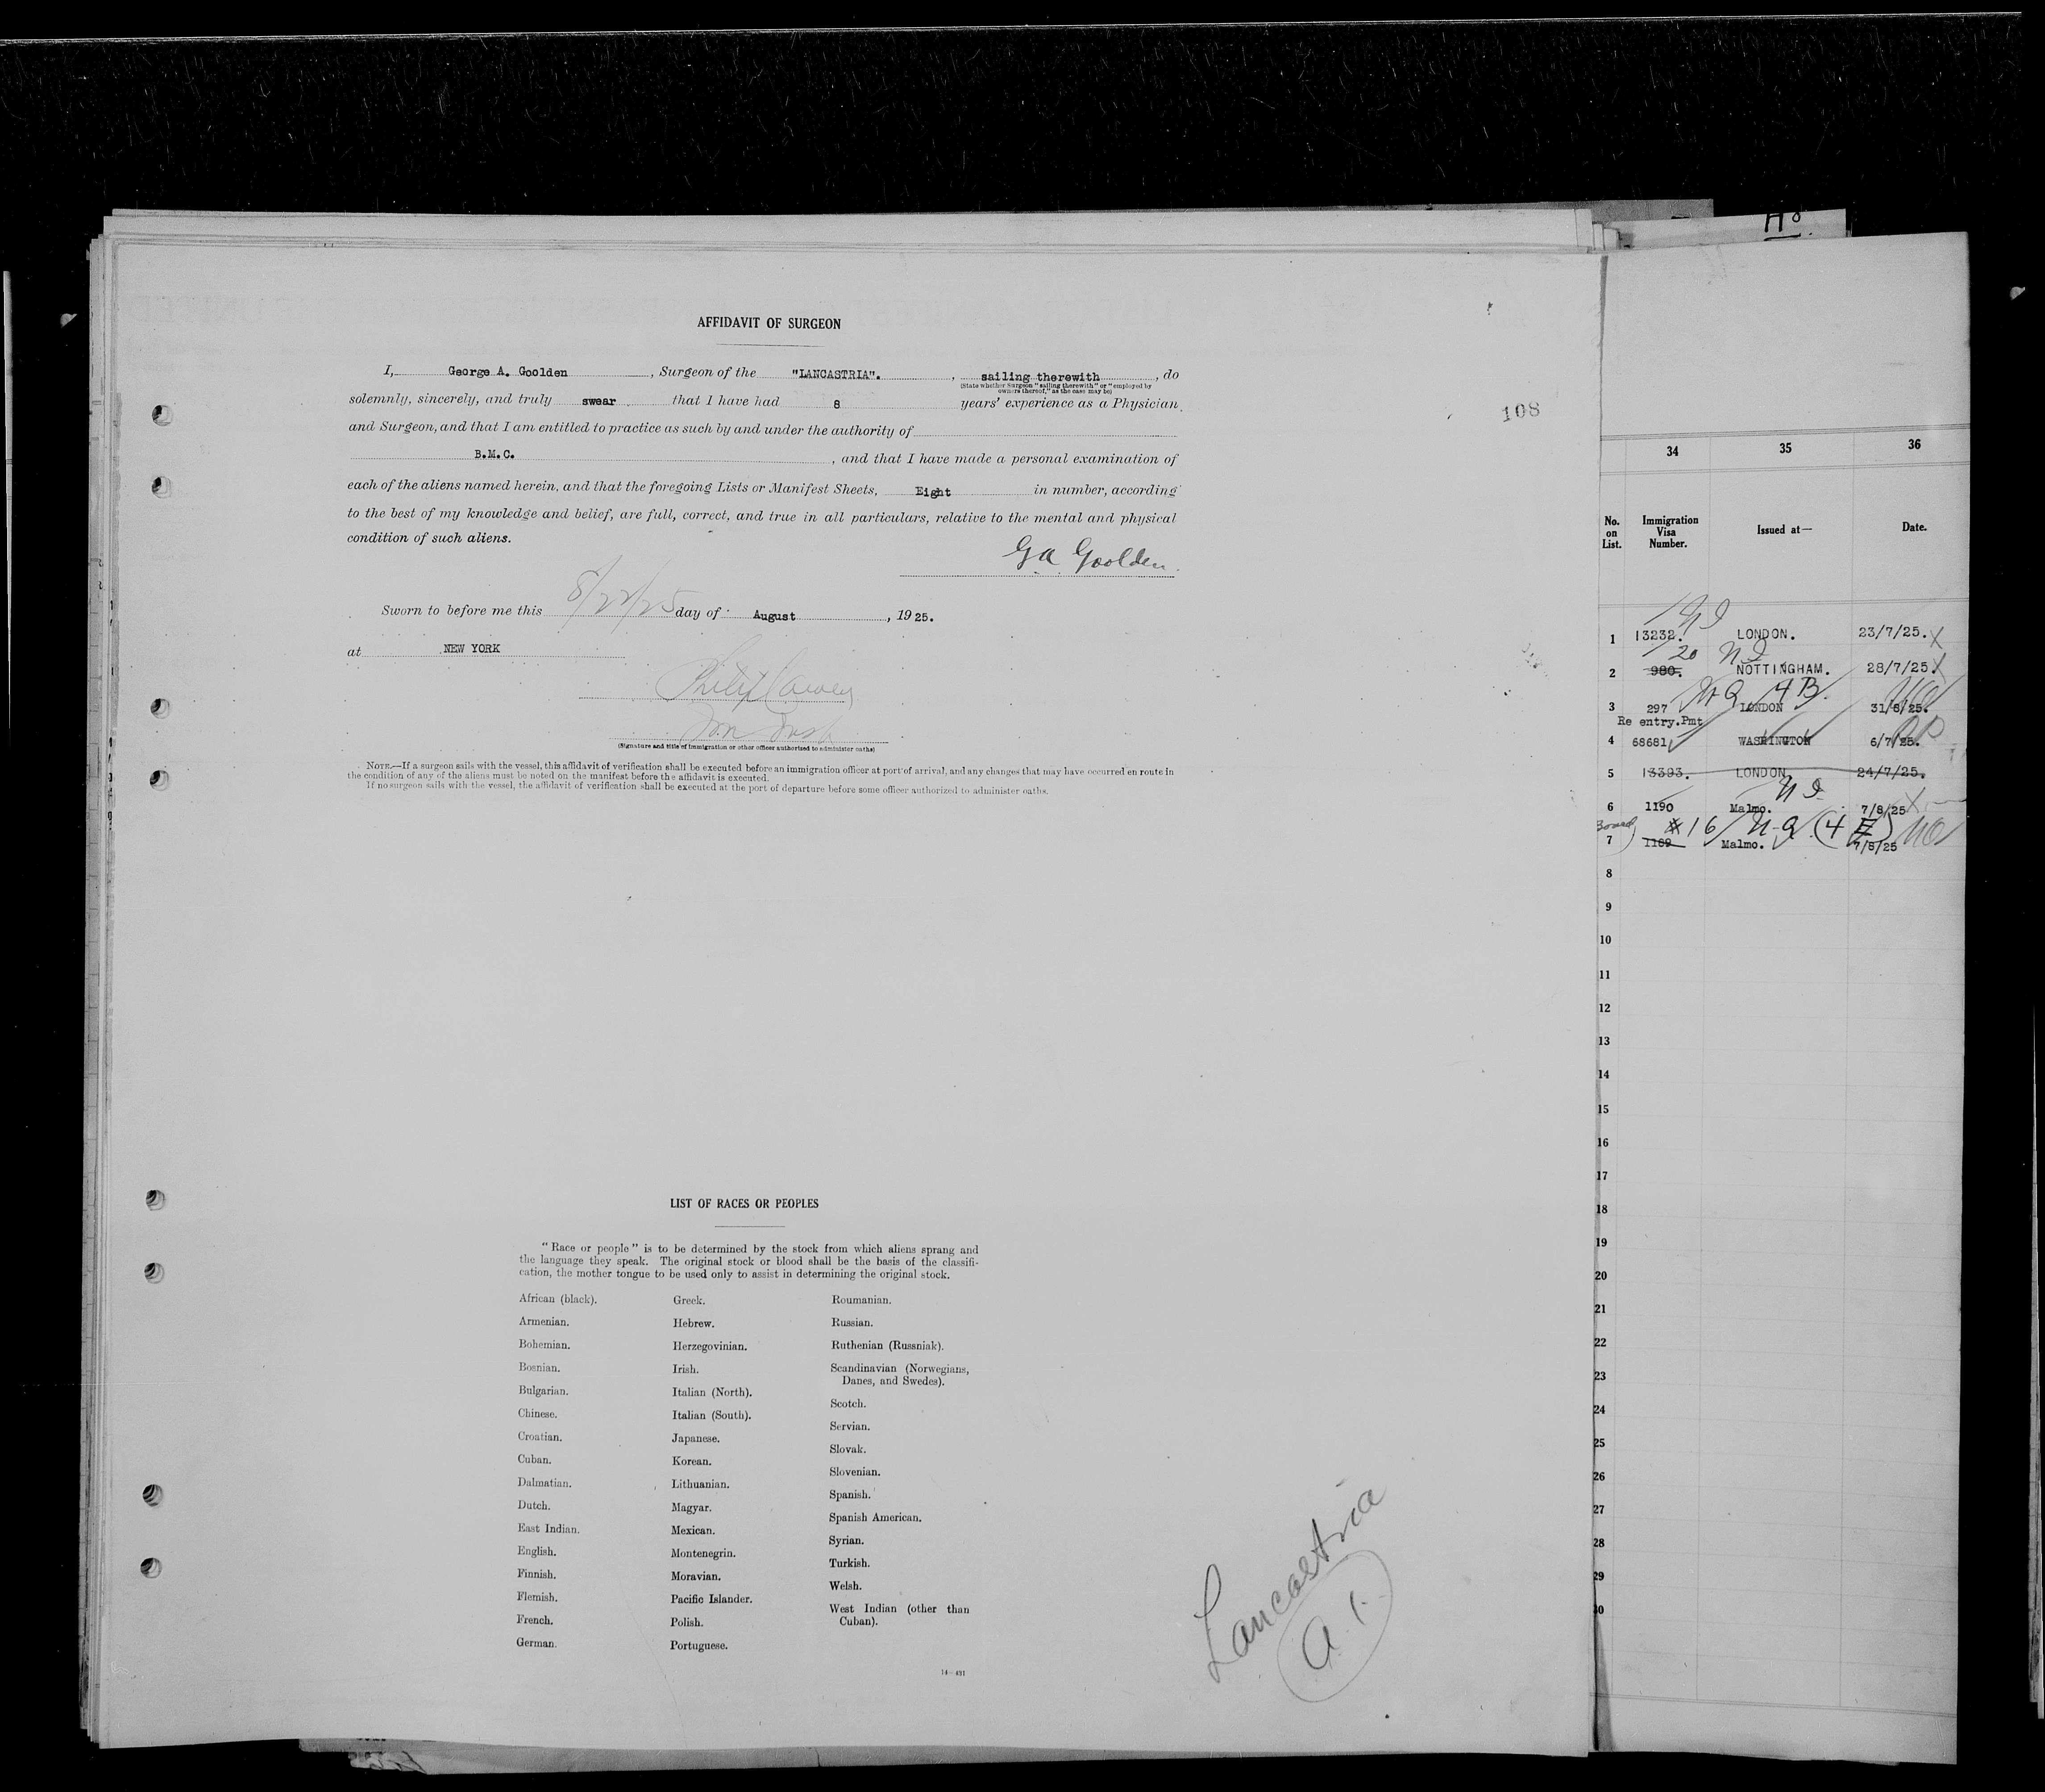 AFFIDAVIT OF SURGEON
I, George A. Goolden, Surgeon of the "LANCASTRIA"., sailing therewith, do
(State whether Surgeon "sailing therewith" or "employed by
owners thereof," as the case may be)
solemnly, sincerely, and truly swear that I have had 8 years' experience as a Physician
and Surgeon, and that I am entitled to practice as such by and under the authority of
B.M.C., and that I have made a personal examination of
each of the aliens named herein, and that the foregoing Lists or Manifest Sheets, Eight in number, according
to the best of my knowledge and belief, are full, correct, and true in all particulars, relative to the mental and physical
condition of such aliens.
G A Goolden.
Sworn to before me this 8/22/25 day of August, 1925.
at NEW YORK
(Signature and title of immigration or other officer authorized to administer oaths)
NOTE.—If a surgeon sails with the vessel, this affidavit of verification shall be executed before an immigration officer at port of arrival, and any changes that may have occurred en route in
the condition of any of the aliens must be noted on the manifest before the affidavit is executed.
If no surgeon sails with the vessel, the affidavit of verification shall be executed at the port of departure before some officer authorized to administer oaths.
108
LIST OF RACES OR PEOPLES
"Race or people" is to be determined by the stock from which aliens sprang and
the language they speak. The original stock or blood shall be the basis of the classifi-
cation, the mother tongue to be used only to assist in determining the original stock.
African (black).
Armenian.
Bohemian.
Bosnian.
Bulgarian.
Chinese.
Croatian.
Cuban.
Dalmatian.
Dutch.
East Indian.
English.
Finnish.
Flemish.
French.
German.
Greek.
Hebrew.
Herzegovinian.
Irish.
Italian (North).
Italian (South).
Japanese.
Korean.
Lithuanian.
Magyar.
Mexican.
Montenegrin.
Moravian.
Pacific Islander.
Polish.
Portuguese.
Roumanian.
Russian.
Ruthenian (Russniak).
Scandinavian (Norwegians,
Danes, and Swedes).
Scotch.
Servian.
Slovak.
Slovenian.
Spanish.
Spanish American.
Syrian.
Turkish.
Welsh.
West Indian (other than
Cuban).
14—431
Lancastria
a. 1.
34 35 36
No. on List. Immigration Visa Number. Issued at— Date.
1 13232. LONDON. 23/7/25.
20
2 980. NOTTINGHAM. 28/7/25
3 297 LONDON 31/8/25.
Re entry.Pmt
4 68681 WASHINGTON 6/7/25.
5 13393. LONDON 24/7/25.
6 1190 Malmo. 7/8/25
#16
7 1189 Malmo. 7/8/25
8
9
10
11
12
13
14
15
16
17
18
19
20
21
22
23
24
25
26
27
28
29
30